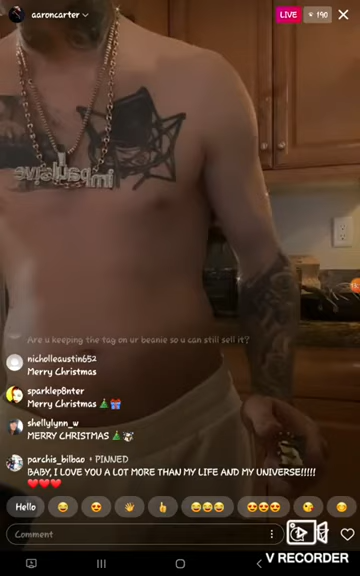 aaroncarter
LIVE 190
impaulsive
Are u keeping the tag on ur beanie so u can still sell it?
nicholleaustin652
Merry Christmas
sparklep8nter
Merry Christmas🎄🎁
shellylynn_w
MERRY CHRISTMAS🎄🐮
parchis_bilbao • PINNED
BABY, I LOVE YOU A LOT MORE THAN MY LIFE AND MY UNIVERSE!!!!!
❤️❤️❤️
Hello
Comment
V RECORDER